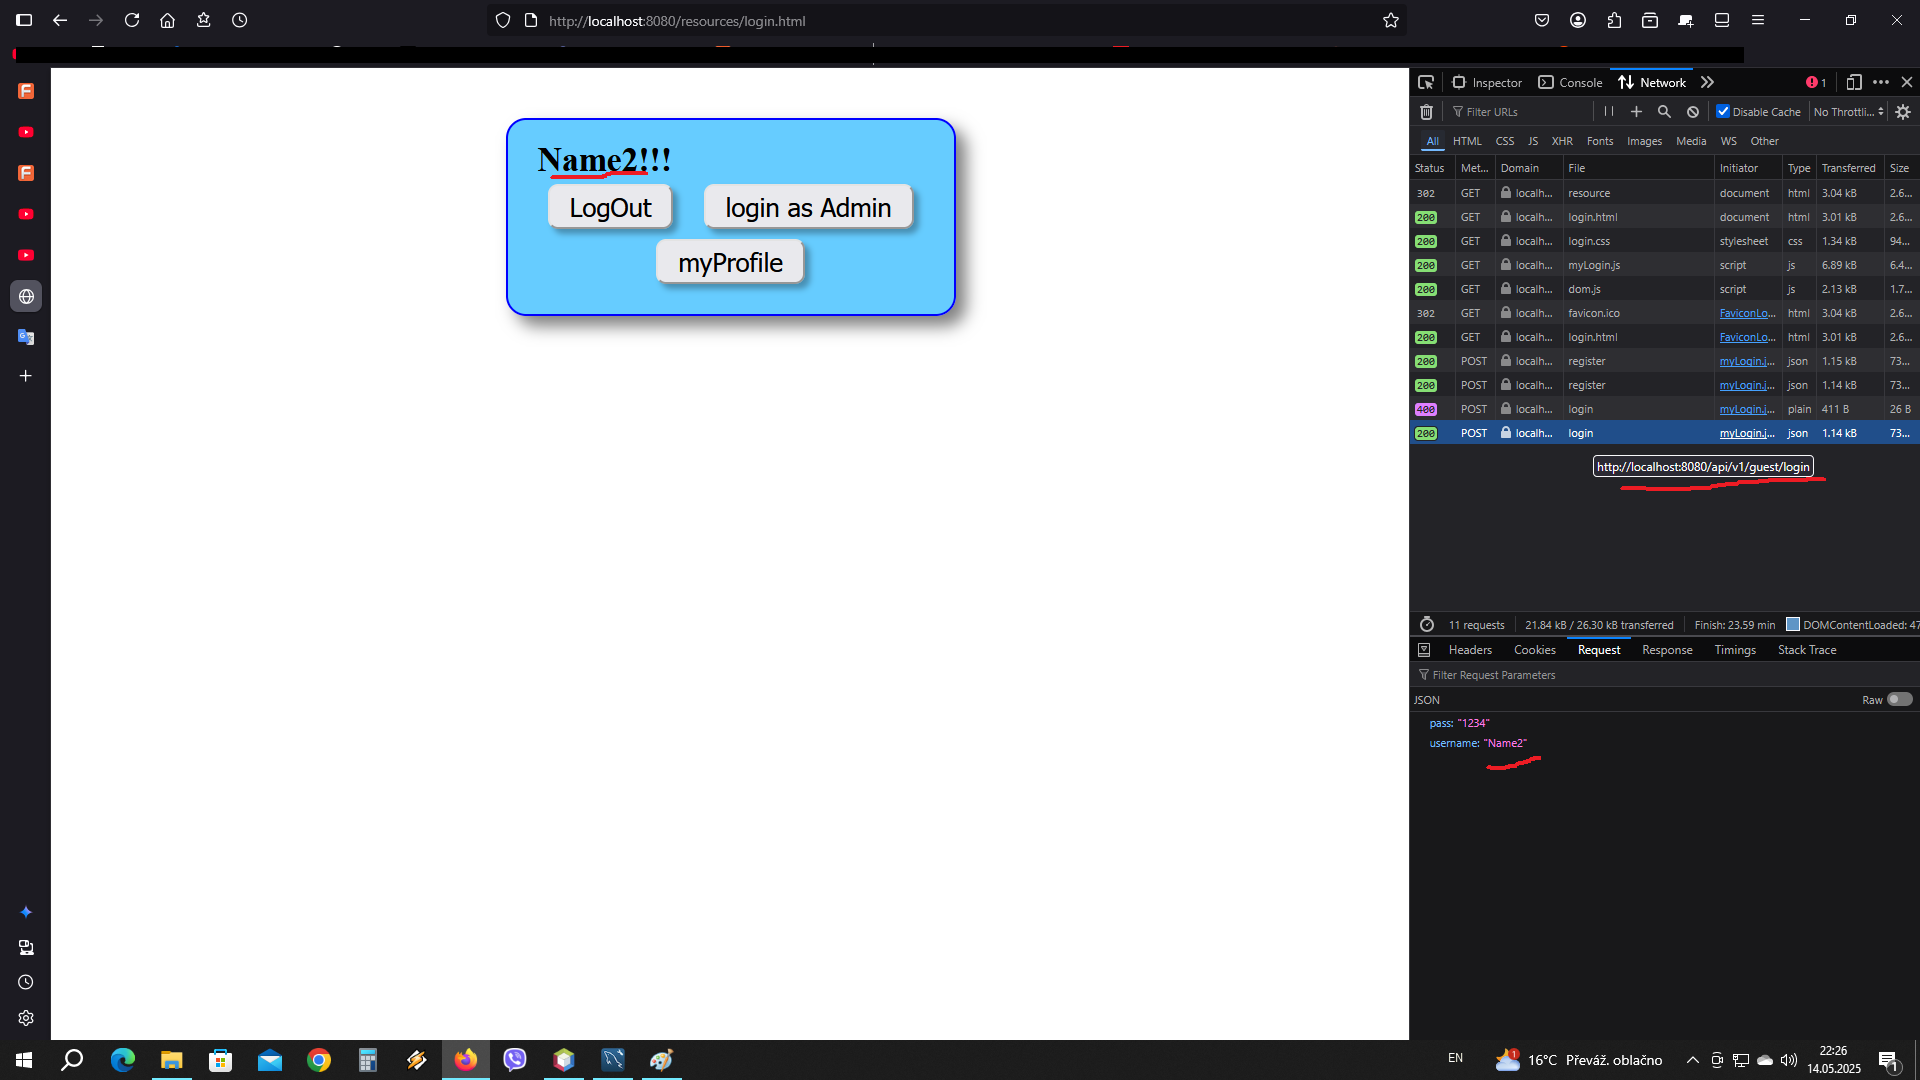 http://localhost:8080/resources/login.html
Name2!!!
LogOut
login as Admin
myProfile
Inspector
Console
Network
1
Filter URLs
Disable Cache
No Throttli...
All
HTML
CSS
JS
XHR
Fonts
Images
Media
WS
Other
Status Met... Domain File Initiator Type Transferred Size
302 GET localh... resource document html 3.04 kB 2.6...
200 GET localh... login.html document html 3.01 kB 2.6...
200 GET localh... login.css stylesheet css 1.34 kB 94...
200 GET localh... myLogin.js script js 6.89 kB 6.4...
200 GET localh... dom.js script js 2.13 kB 1.7...
302 GET localh... favicon.ico FaviconLo... html 3.04 kB 2.6...
200 GET localh... login.html FaviconLo... html 3.01 kB 2.6...
200 POST localh... register myLogin.j... json 1.15 kB 73...
200 POST localh... register myLogin.j... json 1.14 kB 73...
400 POST localh... login myLogin.j... plain 411 B 26 B
200 POST localh... login myLogin.j... json 1.14 kB 73...
http://localhost:8080/api/v1/guest/login
11 requests
21.84 kB / 26.30 kB transferred
Finish: 23.59 min
DOMContentLoaded: 47
Headers
Cookies
Request
Response
Timings
Stack Trace
Filter Request Parameters
JSON
Raw
pass: "1234"
username: "Name2"
EN
1
16°C Převáž. oblačno
22:26
14.05.2025
1